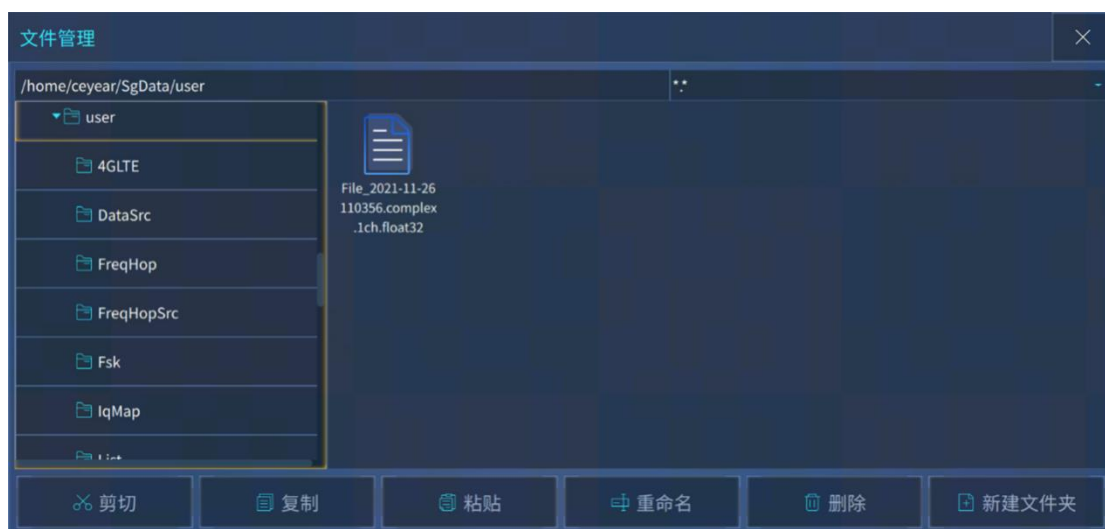 文件管理
/home/ceyear/SgData/user
*.*
user
4GLTE
DataSrc
FreqHop
FreqHopSrc
Fsk
IqMap
List
File_2021-11-26
110356.complex
.1ch.float32
剪切
复制
粘贴
重命名
删除
新建文件夹